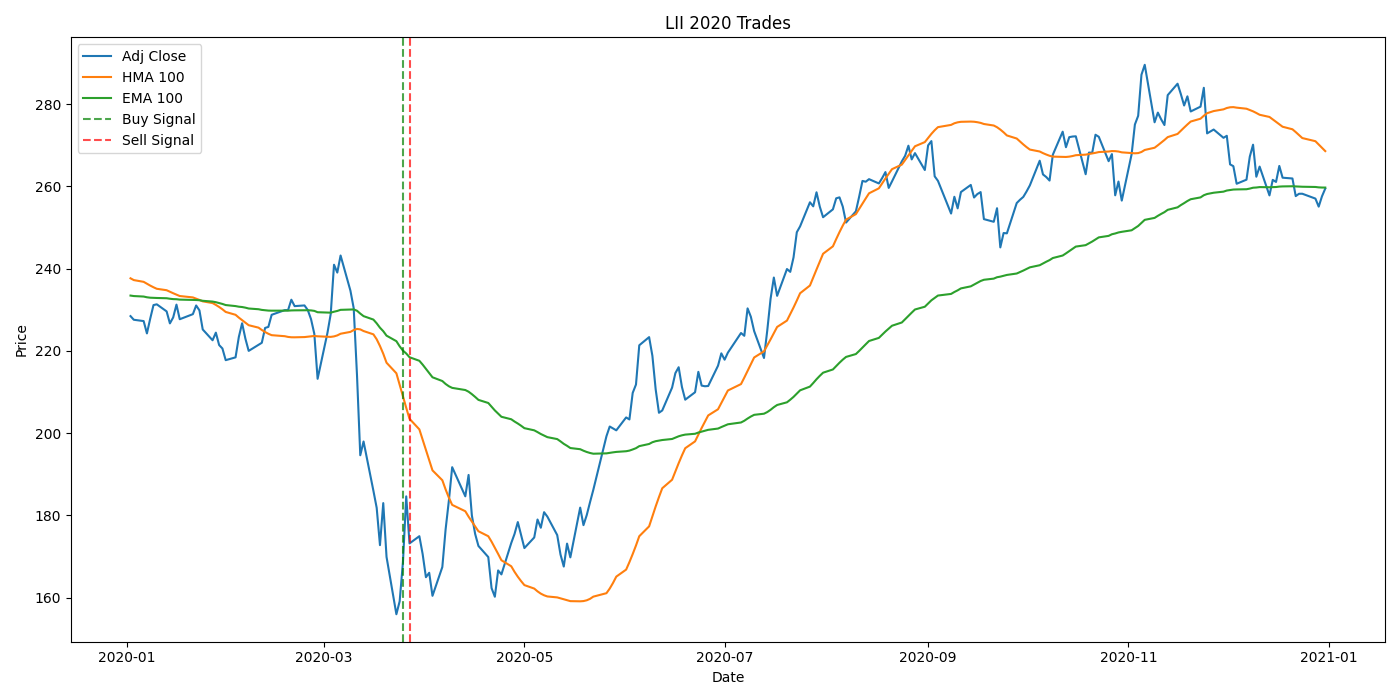 LII 2020 Trades
Adj Close
HMA 100
EMA 100
Buy Signal
Sell Signal
Price
280
260
240
220
200
180
160
2020-01
2020-03
2020-05
2020-07
2020-09
2020-11
2021-01
Date